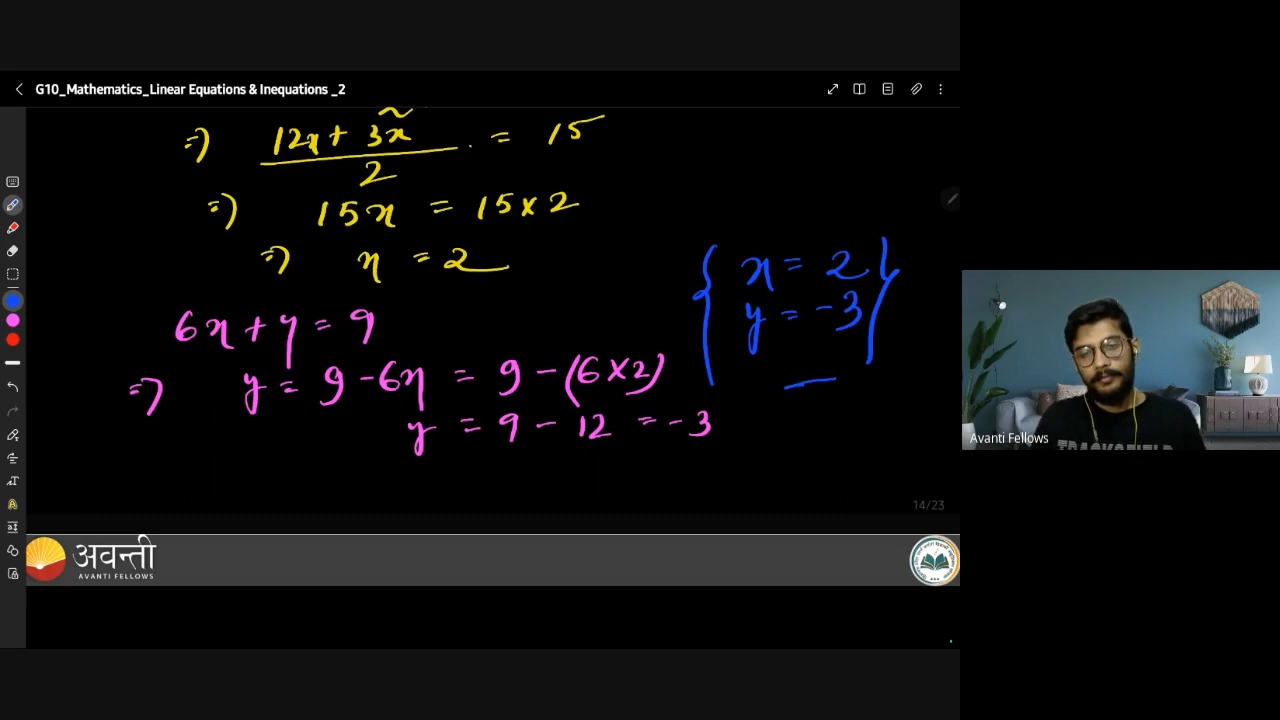 G10_Mathematics_Linear Equations & Inequations _2
⇒ (12x + 3x)/2 = 15
⇒ 15x = 15 × 2
⇒ x = 2
6x + y = 9
⇒ y = 9 - 6x = 9 - (6 × 2)
y = 9 - 12 = -3
{ x = 2
y = -3 }
14/23
अवन्ती
AVANTI FELLOWS
Avanti Fellows